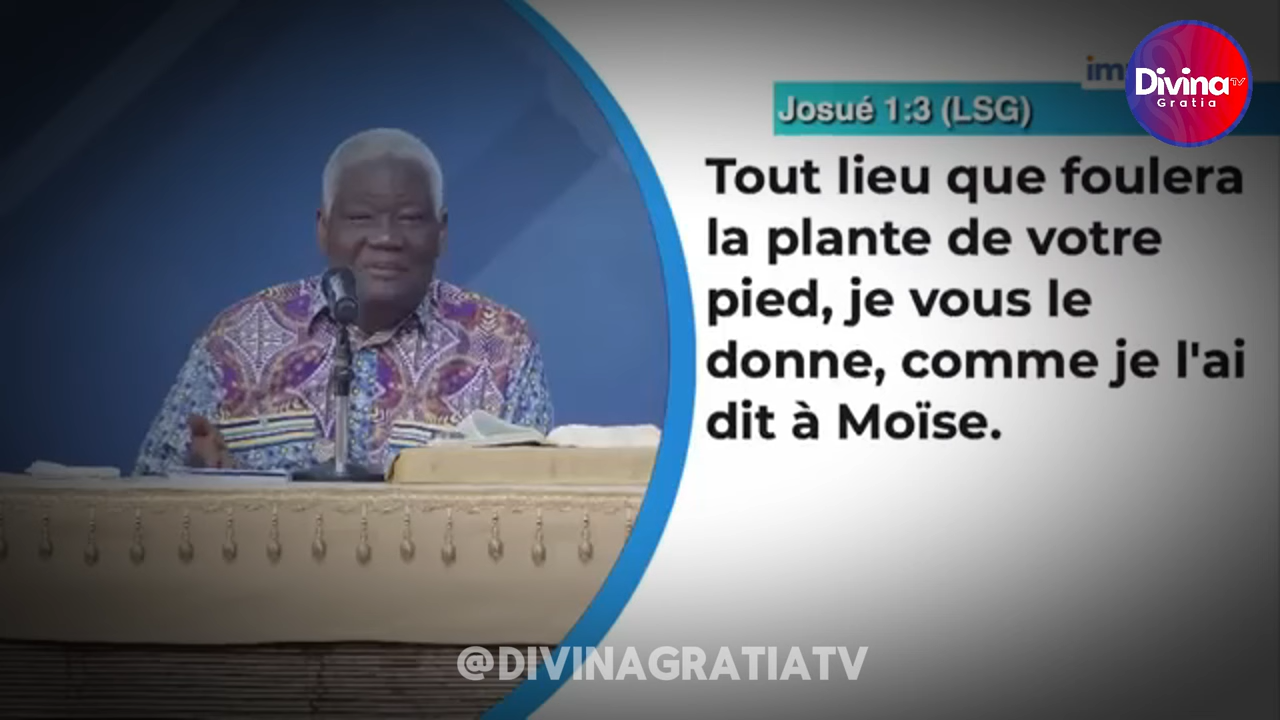 Divina TV
Gratia
Josué 1:3 (LSG)
Tout lieu que foulera
la plante de votre
pied, je vous le
donne, comme je l'ai
dit à Moïse.
@DIVINAGRATIATV